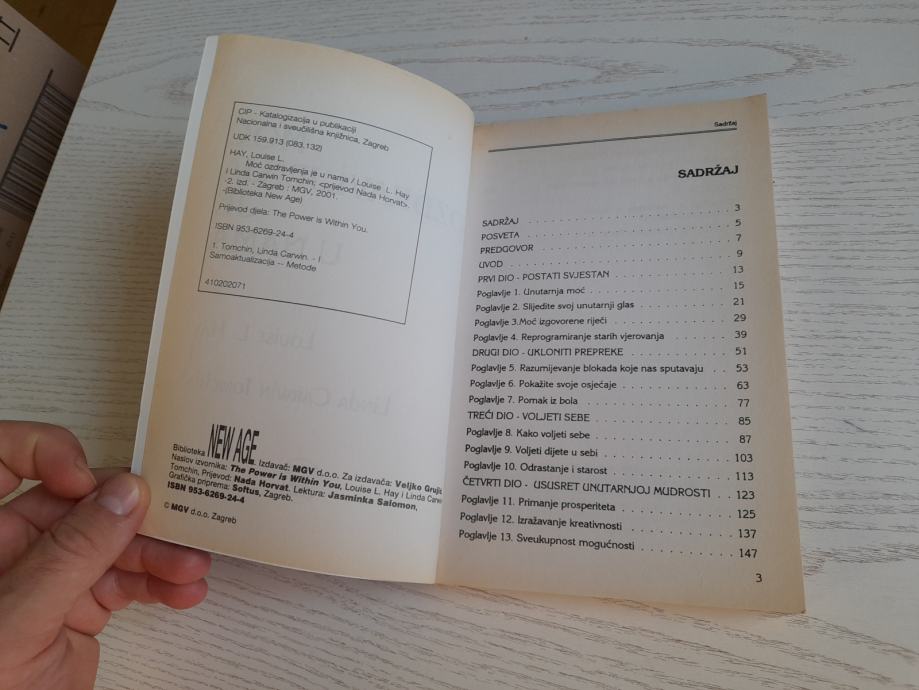 CIP - Katalogizacija u publikaciji
Nacionalna i sveučilišna knjižnica, Zagreb
UDK 159.913 (083.132)
HAY, Louise L.
Moć ozdravljenja je u nama / Louise L. Hay
i Linda Carwin Tomchin; <prijevod Nada Horvat>.
-2. izd. - Zagreb : MGV, 2001.
-(Biblioteka New Age)
Prijevod djela: The Power is Within You.
ISBN 953-6269-24-4
1. Tomchin, Linda Carwin. - I
Samoaktualizacija -- Metode
410202071
Biblioteka NEW AGE. Izdavač: MGV d.o.o. Za izdavača: Veljko
Naslov izvornika: The Power is Within You, Louise L. Hay i Linda
Tomchin, Prijevod: Nada Horvat. Lektura: Jasminka Salomon,
Grafička priprema: Softus, Zagreb.
ISBN 953-6269-24-4
© MGV d.o.o. Zagreb
Sadržaj
SADRŽAJ
SADRŽAJ . . . 3
POSVETA . . . 5
PREDGOVOR . . . 7
UVOD . . . 9
PRVI DIO - POSTATI SVJESTAN . . . 13
Poglavlje 1. Unutarnja moć . . . 15
Poglavlje 2. Slijedite svoj unutarnji glas . . . 21
Poglavlje 3.Moć izgovorene riječi . . . 29
Poglavlje 4. Reprogramiranje starih vjerovanja . . . 39
DRUGI DIO - UKLONITI PREPREKE . . . 51
Poglavlje 5. Razumijevanje blokada koje nas sputavaju . . 53
Poglavlje 6. Pokažite svoje osjećaje . . . 63
Poglavlje 7. Pomak iz bola . . . 77
TREĆI DIO - VOLJETI SEBE . . . 85
Poglavlje 8. Kako voljeti sebe . . . 87
Poglavlje 9. Voljeti dijete u sebi . . . 103
Poglavlje 10. Odrastanje i starost . . . 113
ČETVRTI DIO - USUSRET UNUTARNJOJ MUDROSTI . . 123
Poglavlje 11. Primanje prosperiteta . . . 125
Poglavlje 12. Izražavanje kreativnosti . . . 137
Poglavlje 13. Sveukupnost mogućnosti . . . 147
3